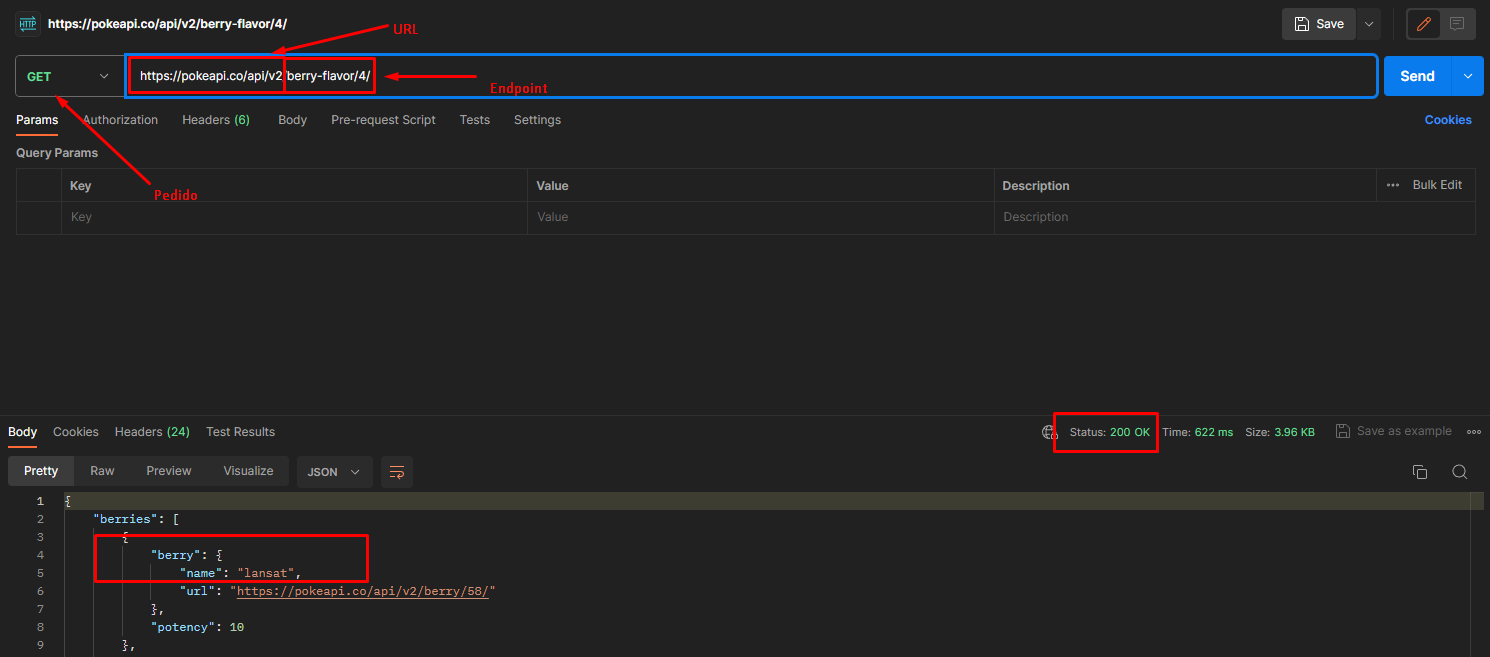 HTTP https://pokeapi.co/api/v2/berry-flavor/4/ Save
URL
GET https://pokeapi.co/api/v2/berry-flavor/4/ Send
Endpoint
Params Authorization Headers (6) Body Pre-request Script Tests Settings Cookies
Query Params
Pedido
Key Value Description ••• Bulk Edit
Key Value Description
Body Cookies Headers (24) Test Results Status: 200 OK Time: 622 ms Size: 3.96 KB Save as example •••
Pretty Raw Preview Visualize JSON
1 {
2 "berries": [
3 {
4 "berry": {
5 "name": "lansat",
6 "url": "https://pokeapi.co/api/v2/berry/58/"
7 },
8 "potency": 10
9 },